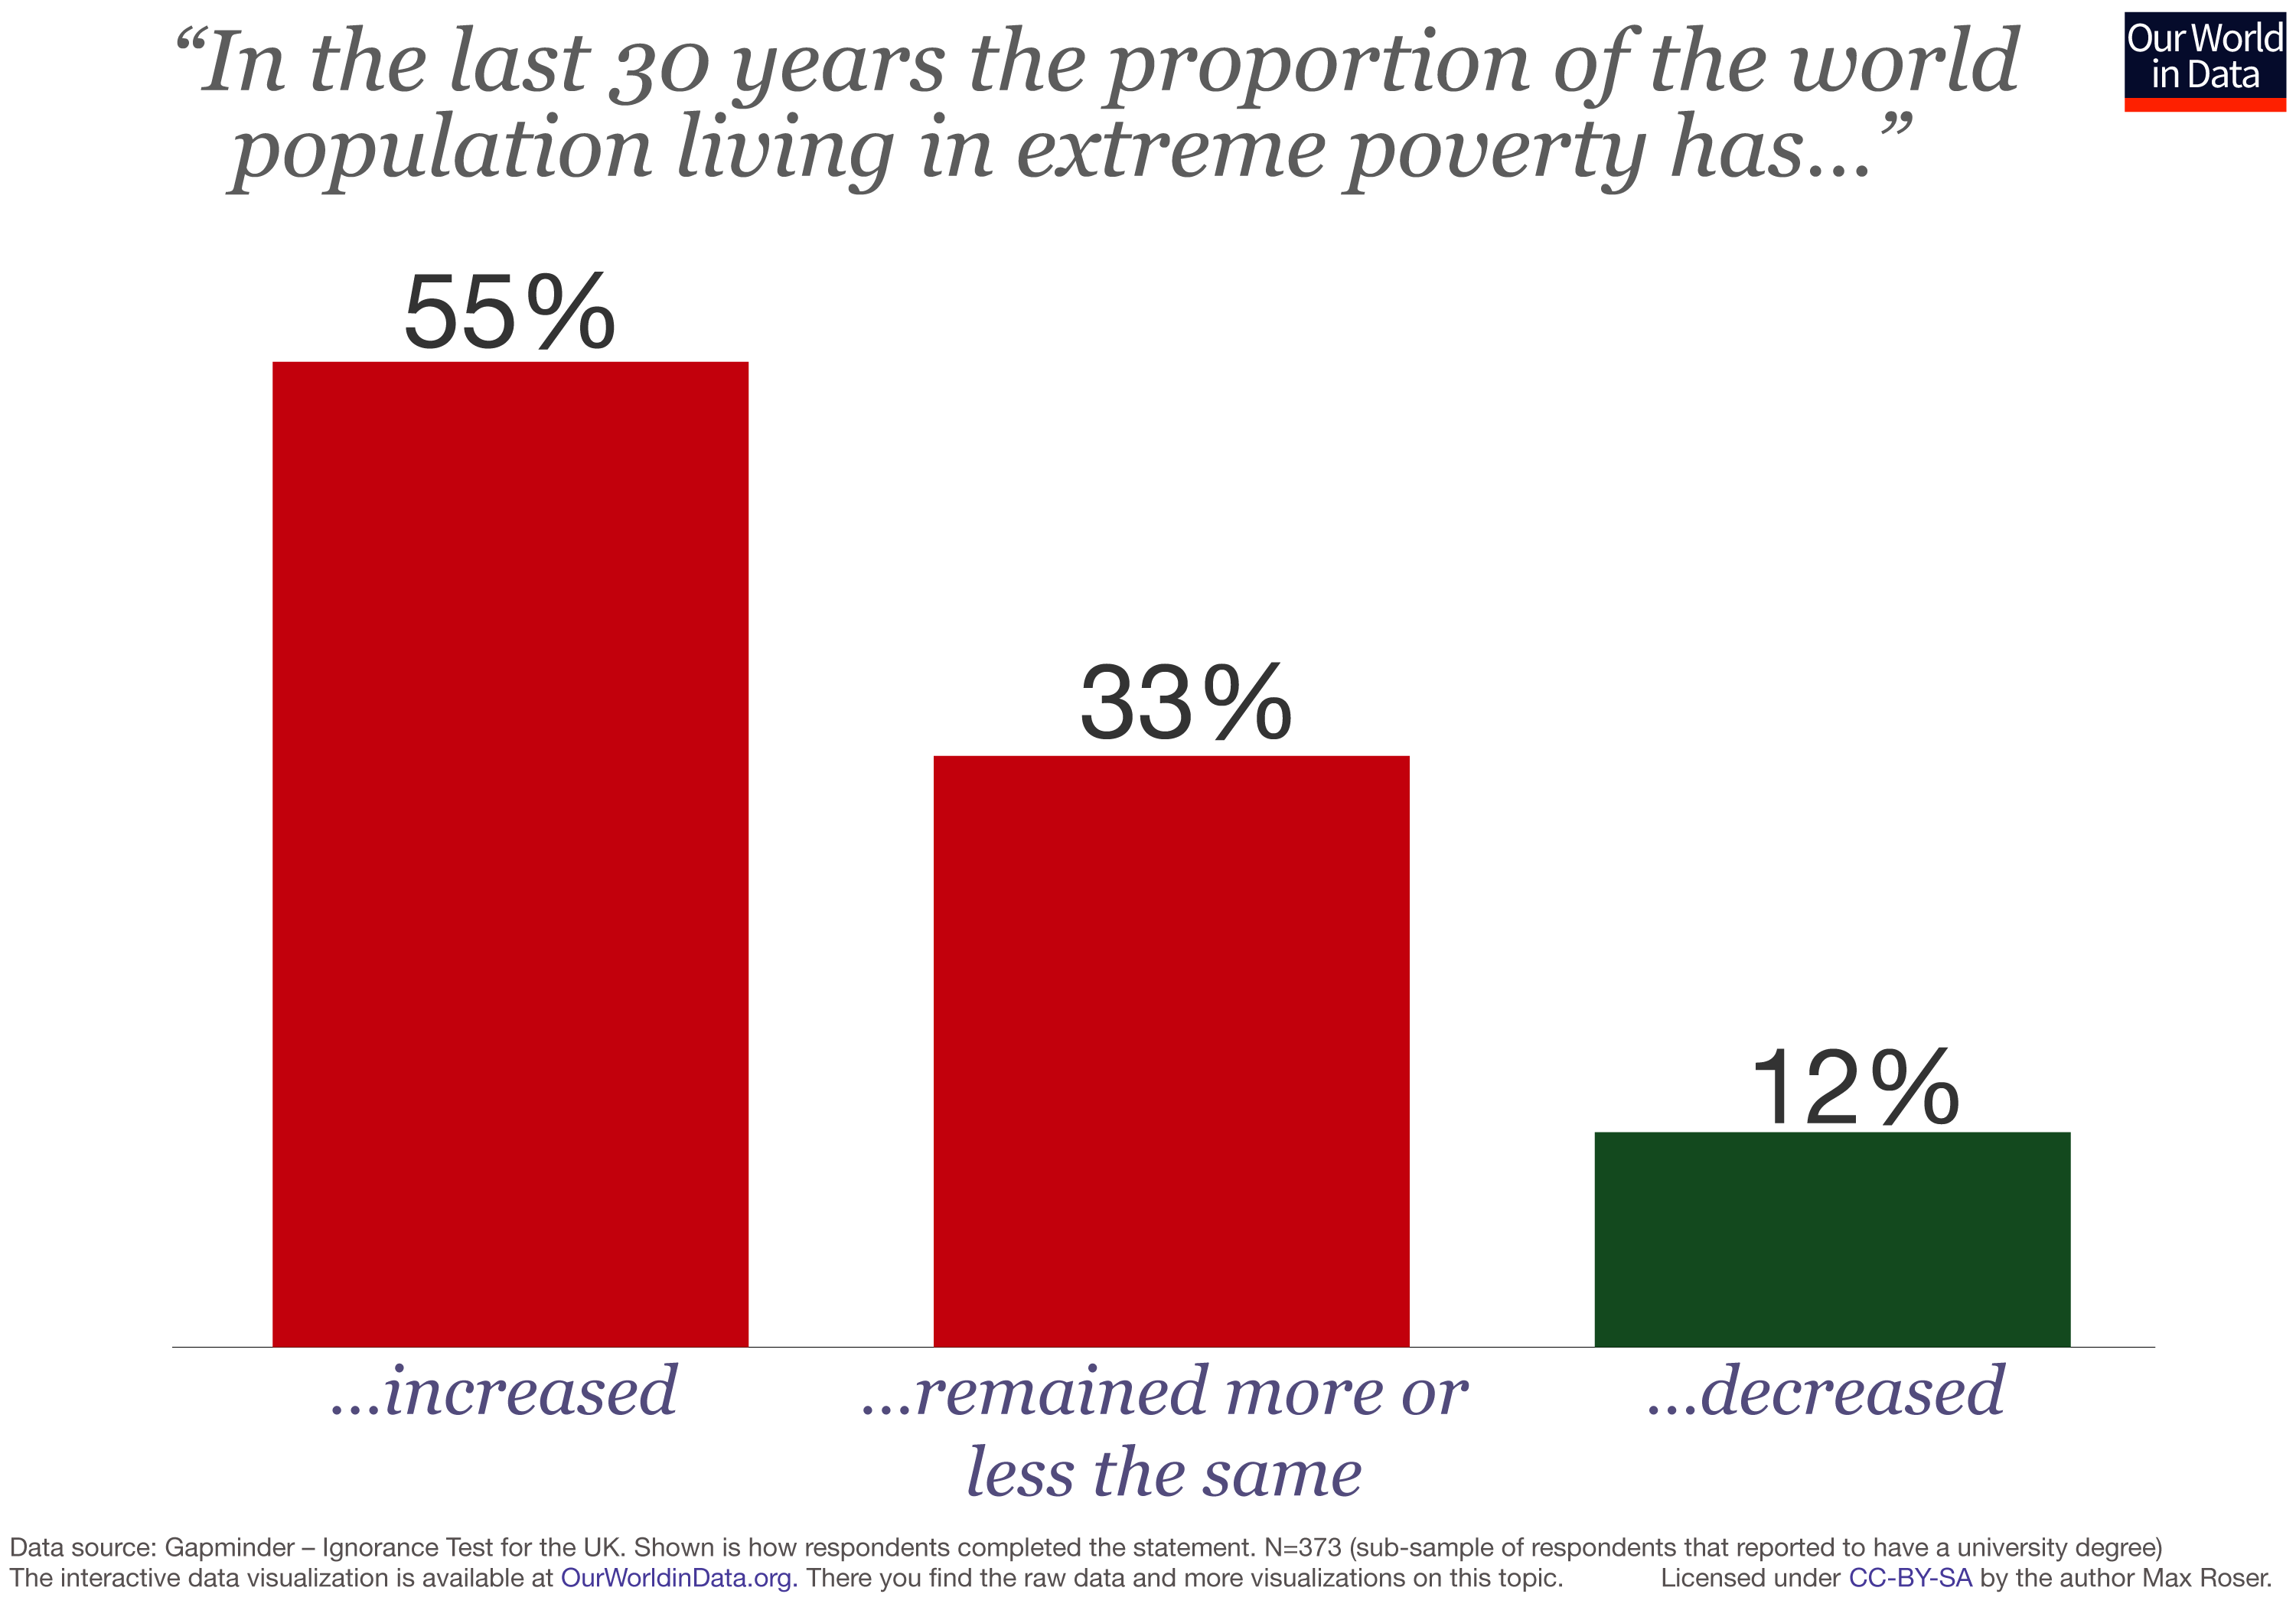 “In the last 30 years the proportion of the world
population living in extreme poverty has...”
Our World
in Data
55%
33%
12%
...increased
...remained more or
less the same
...decreased
Data source: Gapminder – Ignorance Test for the UK. Shown is how respondents completed the statement. N=373 (sub-sample of respondents that reported to have a university degree)
The interactive data visualization is available at OurWorldinData.org. There you find the raw data and more visualizations on this topic.
Licensed under CC-BY-SA by the author Max Roser.